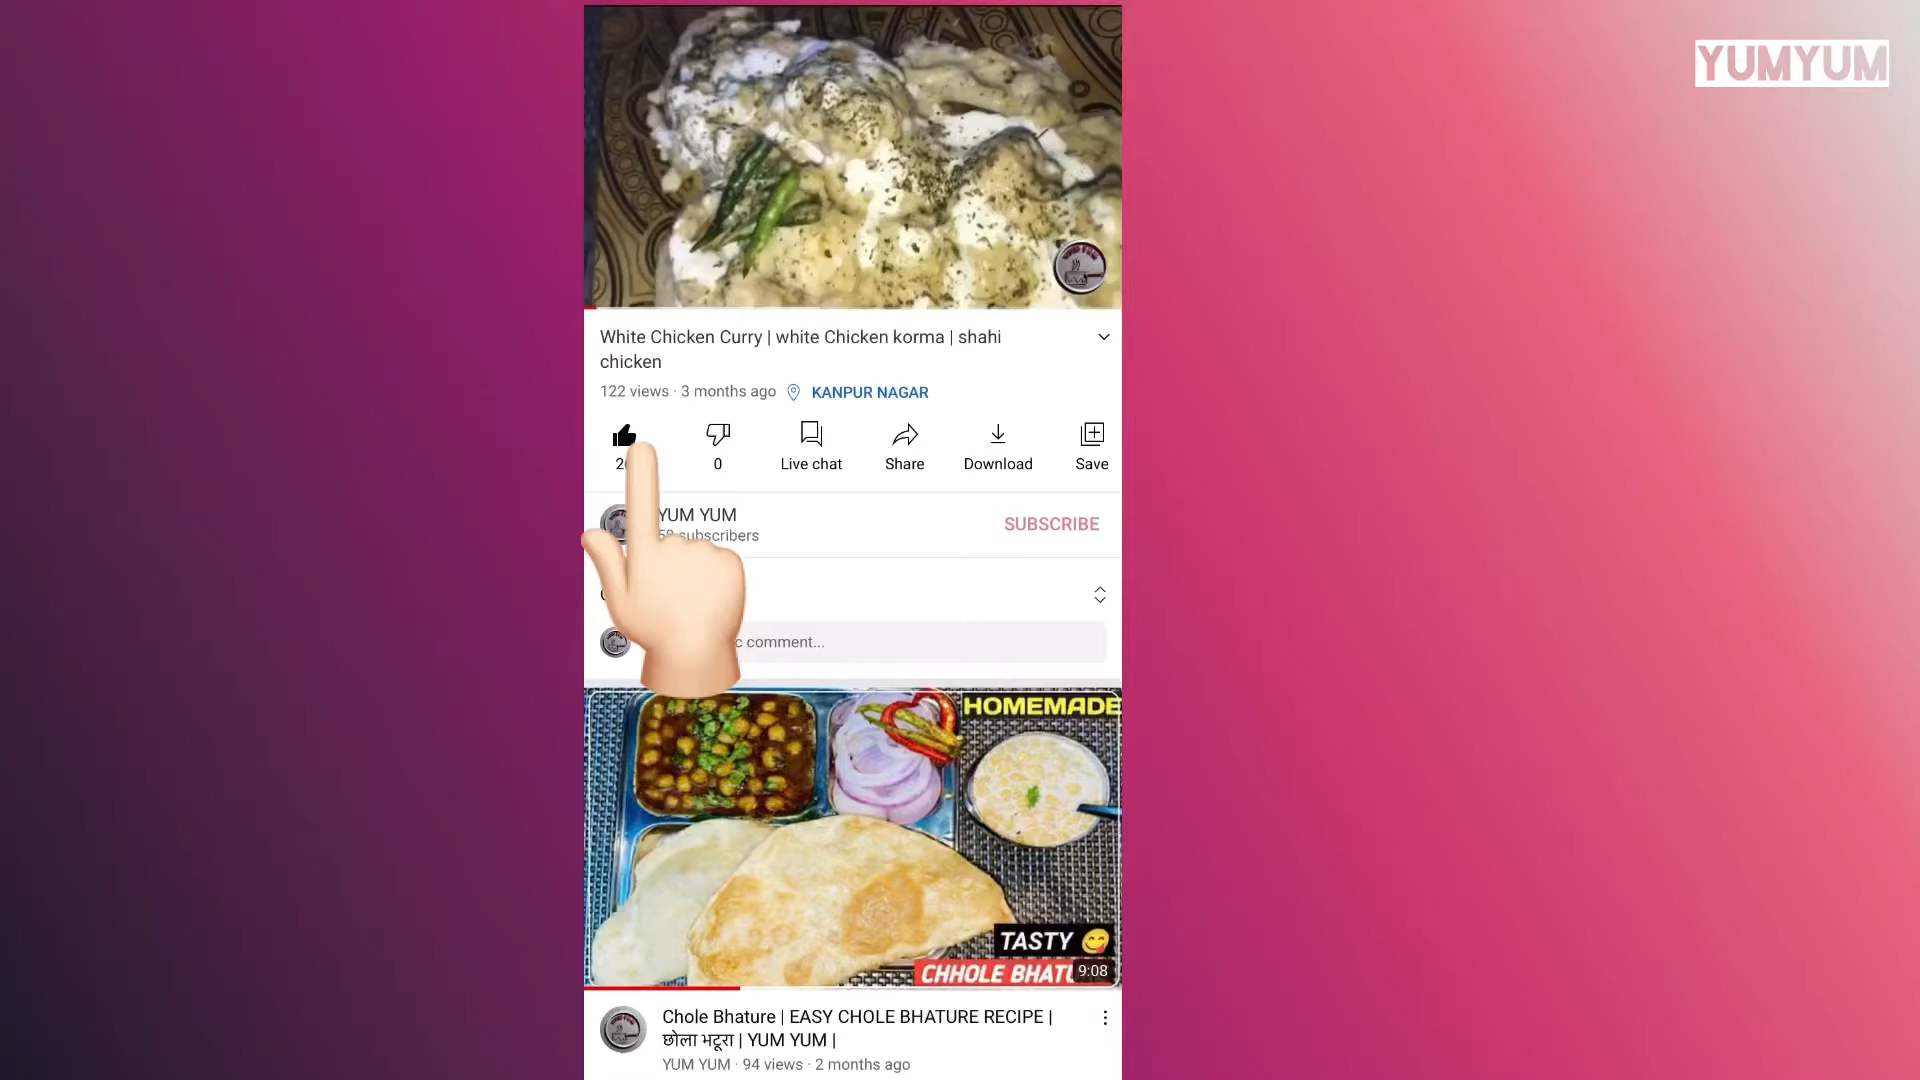 YUMYUM
White Chicken Curry | white Chicken korma | shahi
chicken
122 views · 3 months ago KANPUR NAGAR
0 Live chat Share Download Save
YUM YUM
subscribers
SUBSCRIBE
comment...
HOMEMADE
TASTY
CHHOLE
9:08
Chole Bhature | EASY CHOLE BHATURE RECIPE |
छोला भटूरा | YUM YUM |
YUM YUM · 94 views · 2 months ago